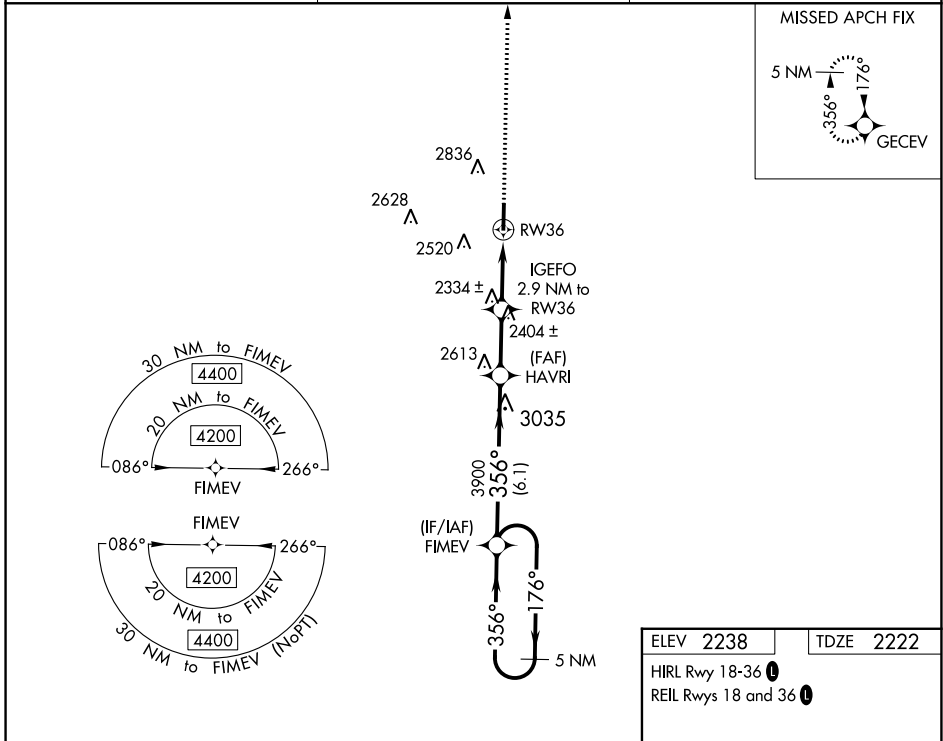 MISSED APCH FIX
5 NM
176°
356°
GECEV
2836
2628
2520
RW36
IGEFO
2.9 NM to
RW36
2334 ±
2404 ±
2613
(FAF)
HAVRI
3035
3900
356°
(6.1)
(IF/IAF)
FIMEV
356°
176°
5 NM
30 NM to FIMEV
4400
20 NM to FIMEV
4200
086°
266°
FIMEV
FIMEV
086°
266°
4200
20 NM to FIMEV
4400
30 NM to FIMEV (NoPT)
ELEV 2238
TDZE 2222
HIRL Rwy 18-36 L
REIL Rwys 18 and 36 L